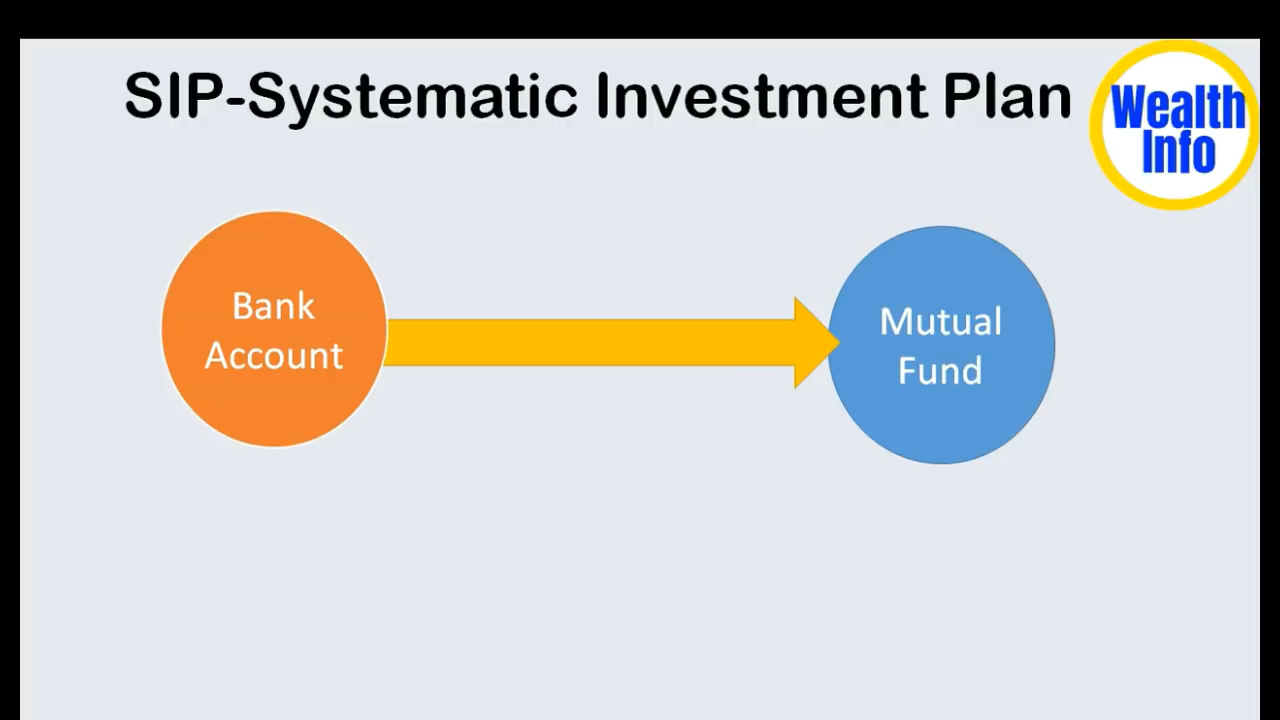 SIP-Systematic Investment Plan
Wealth
Info
Bank
Account
Mutual
Fund